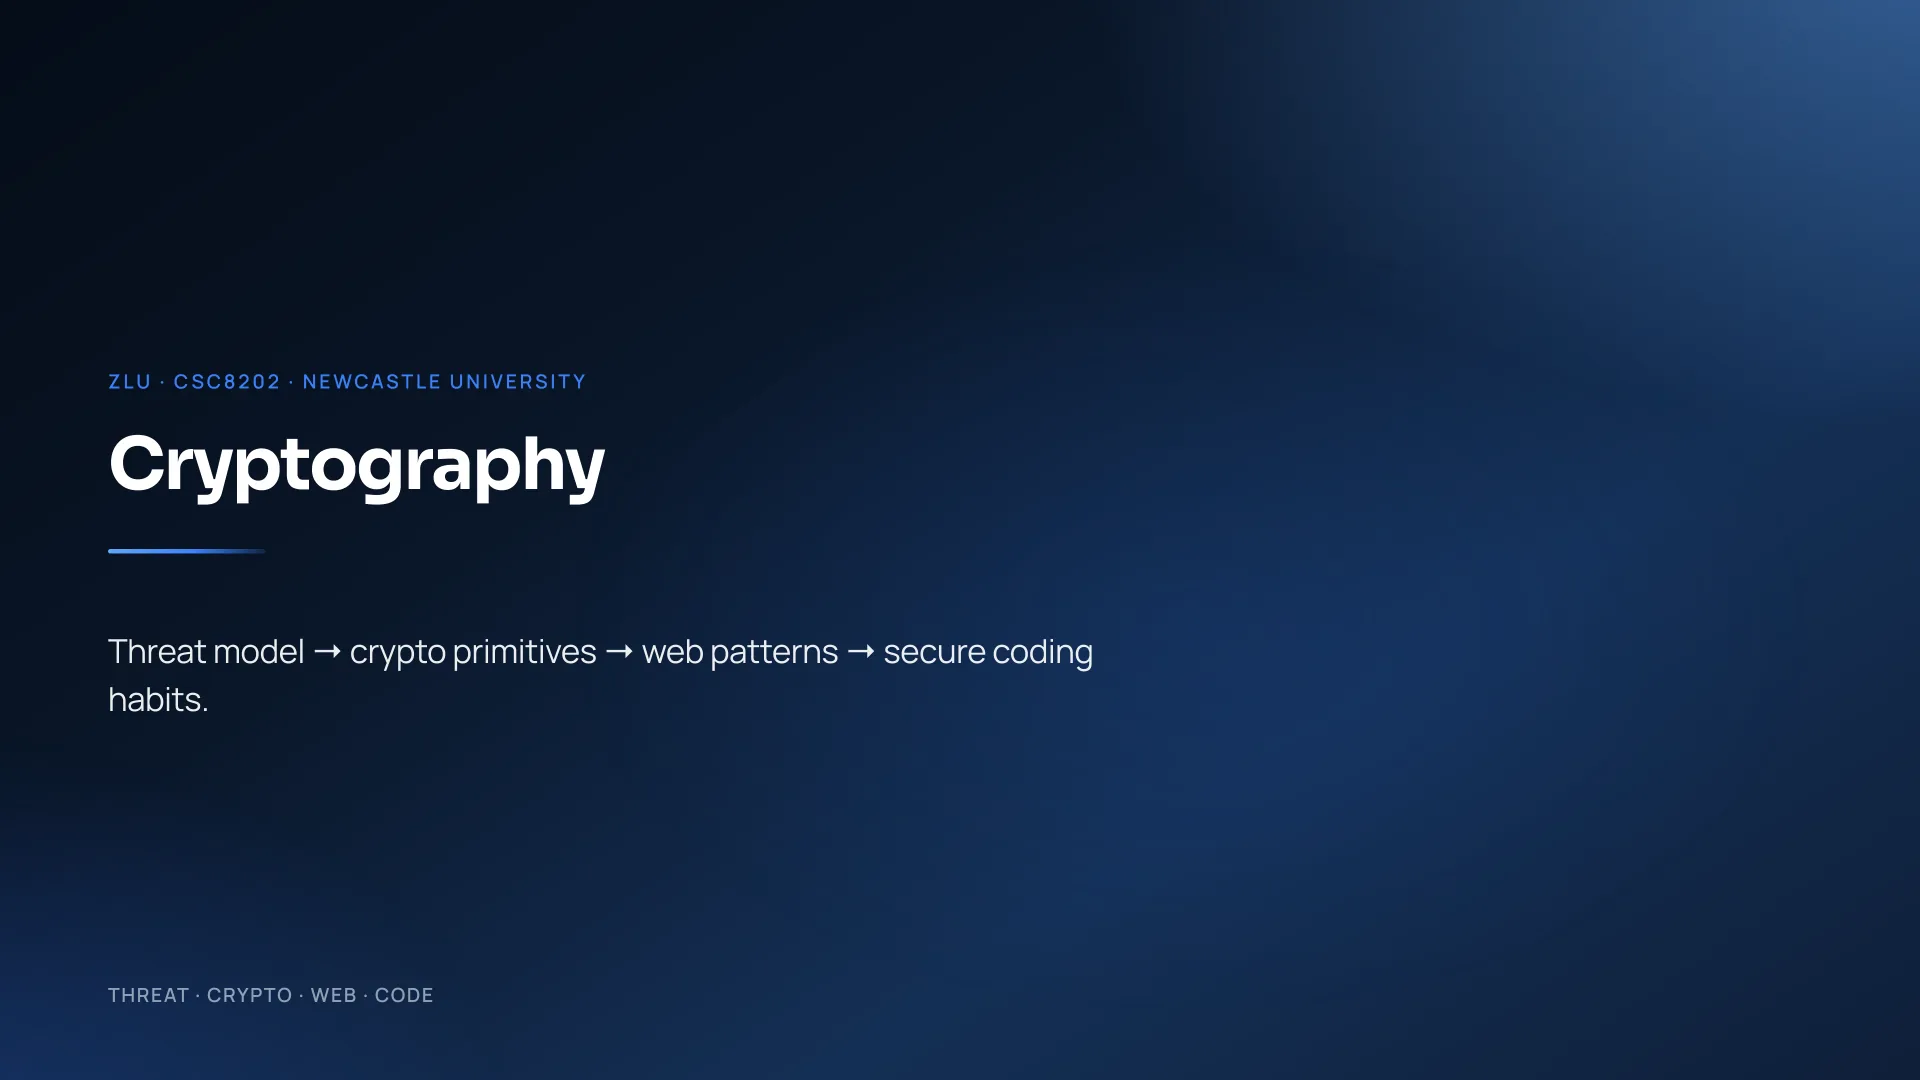 ZLU · CSC8202 · NEWCASTLE UNIVERSITY
Cryptography
Threat model → crypto primitives → web patterns → secure coding
habits.
THREAT · CRYPTO · WEB · CODE